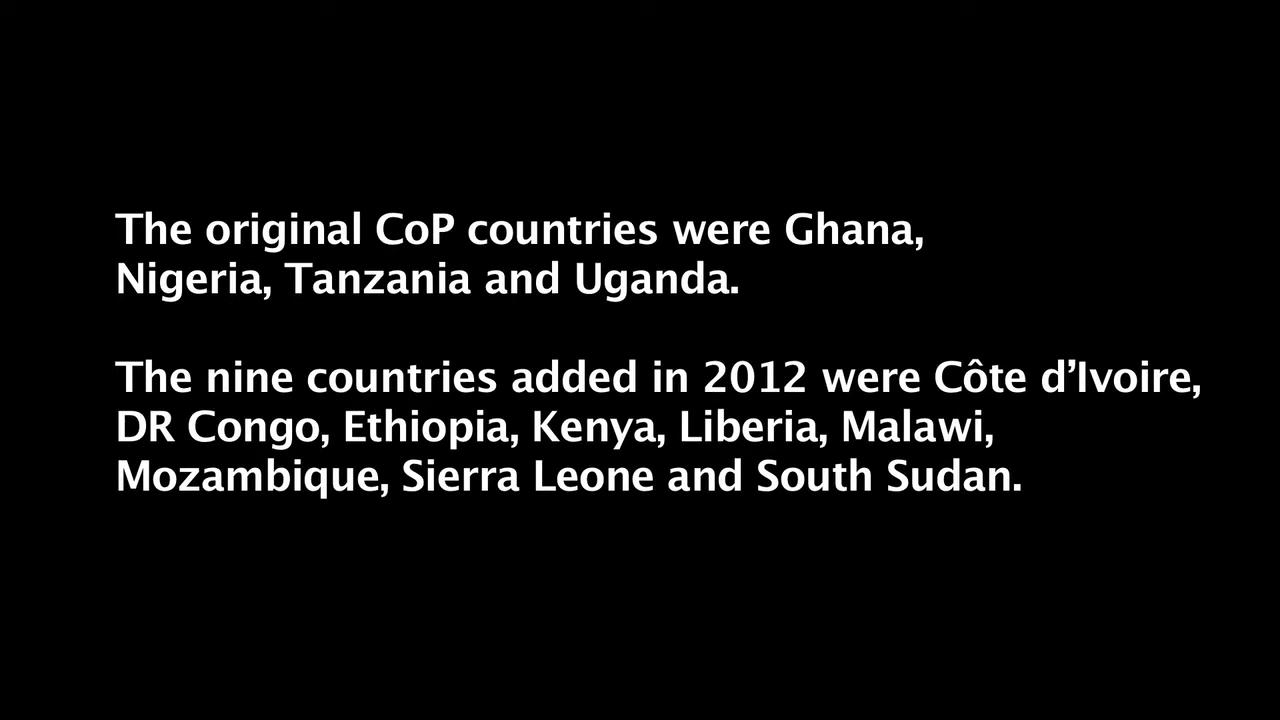 The original CoP countries were Ghana,
Nigeria, Tanzania and Uganda.
The nine countries added in 2012 were Côte d’Ivoire,
DR Congo, Ethiopia, Kenya, Liberia, Malawi,
Mozambique, Sierra Leone and South Sudan.